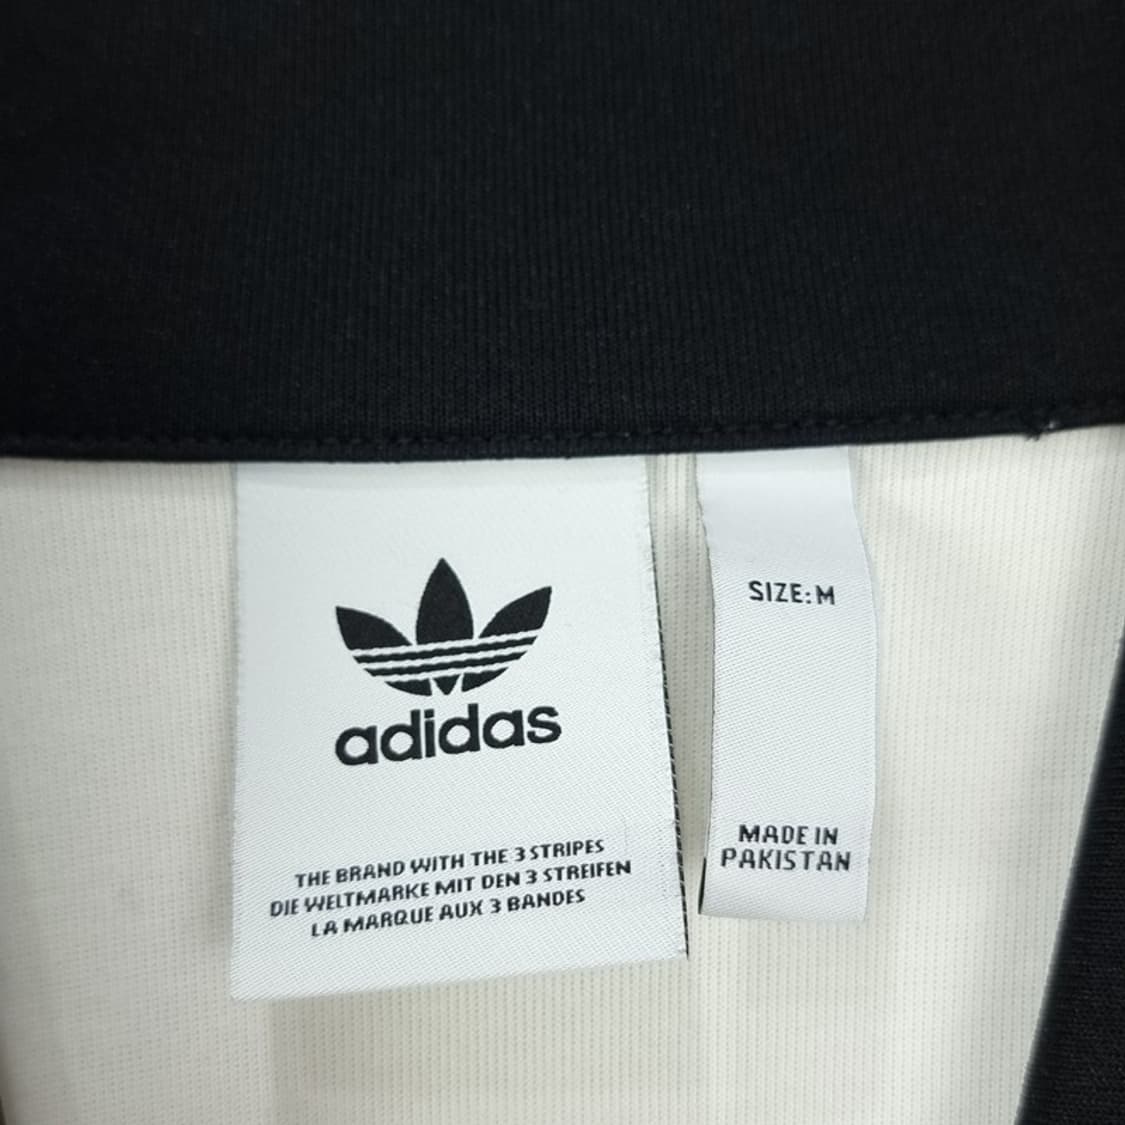 adidas
THE BRAND WITH THE 3 STRIPES
DIE WELTMARKE MIT DEN 3 STREIFEN
LA MARQUE AUX 3 BANDES
SIZE:M
MADE IN
PAKISTAN